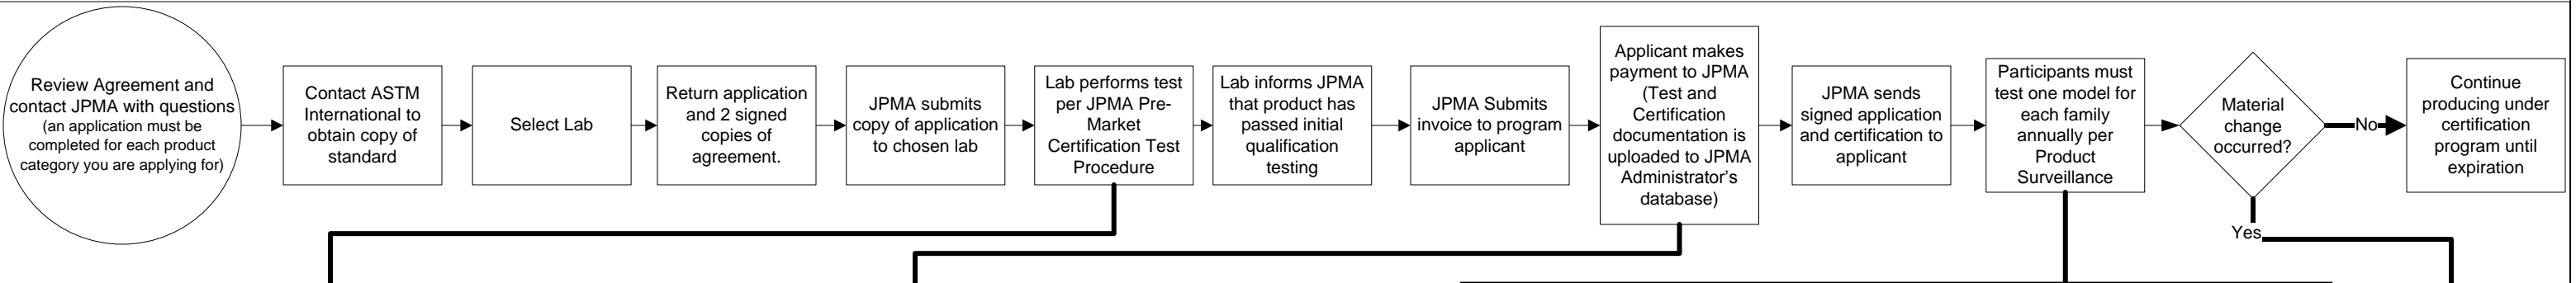 Review Agreement and
contact JPMA with questions
(an application must be
completed for each product
category you are applying for)
Contact ASTM
International to
obtain copy of
standard
Select Lab
Return application
and 2 signed
copies of
agreement.
JPMA submits
copy of application
to chosen lab
Lab performs test
per JPMA Pre-
Market
Certification Test
Procedure
Lab informs JPMA
that product has
passed initial
qualification
testing
JPMA Submits
invoice to program
applicant
Applicant makes
payment to JPMA
(Test and
Certification
documentation is
uploaded to JPMA
Administrator’s
database)
JPMA sends
signed application
and certification to
applicant
Participants must
test one model for
each family
annually per
Product
Surveillance
Material
change
occurred?
No
Yes
Continue
producing under
certification
program until
expiration